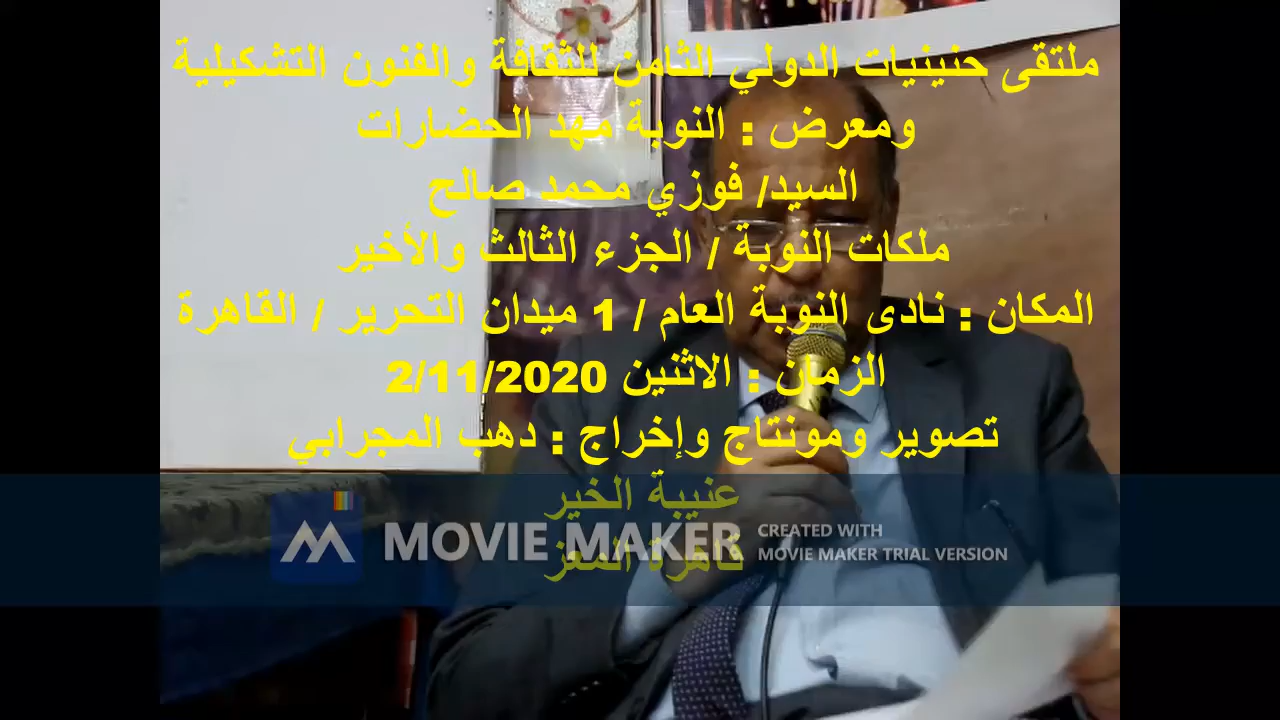 ملتقى حنينيات الدولي الثامن للثقافة والفنون التشكيلية
ومعرض : النوبة مهد الحضارات
السيد/ فوزي محمد صالح
ملكات النوبة / الجزء الثالث والأخير
المكان : نادى النوبة العام / 1 ميدان التحرير / القاهرة
الزمان : الاثنين 2/11/2020
تصوير ومونتاج وإخراج : دهب المجرابي
عنيبة الخير
قاهرة المعز
MOVIE MAKER
CREATED WITH
MOVIE MAKER TRIAL VERSION